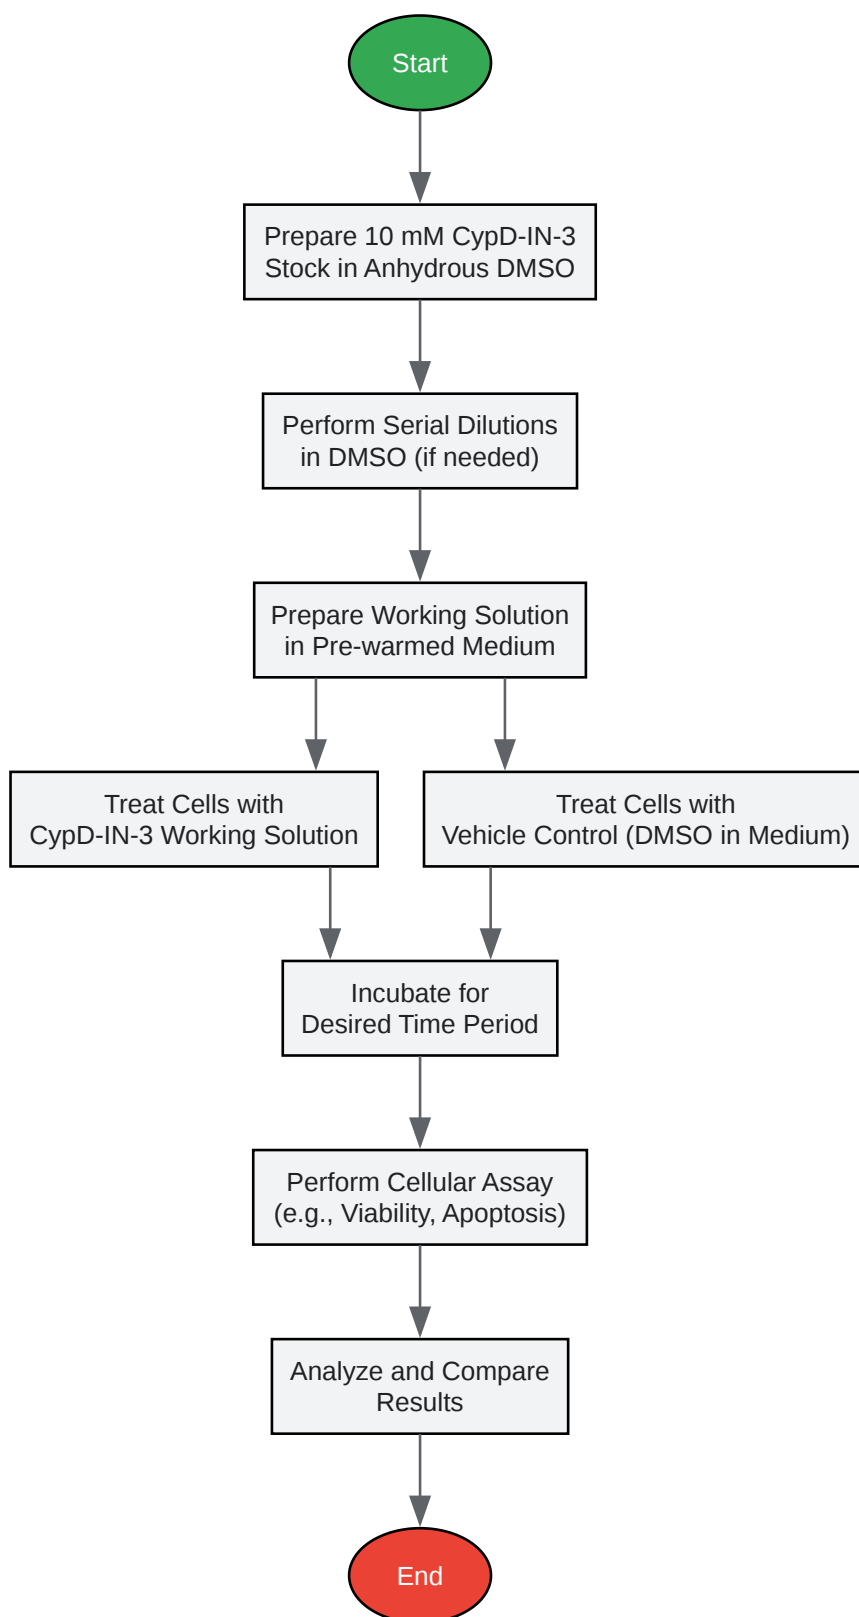 Start
Prepare 10 mM CypD-IN-3
Stock in Anhydrous DMSO
Perform Serial Dilutions
in DMSO (if needed)
Prepare Working Solution
in Pre-warmed Medium
Treat Cells with
CypD-IN-3 Working Solution
Treat Cells with
Vehicle Control (DMSO in Medium)
Incubate for
Desired Time Period
Perform Cellular Assay
(e.g., Viability, Apoptosis)
Analyze and Compare
Results
End